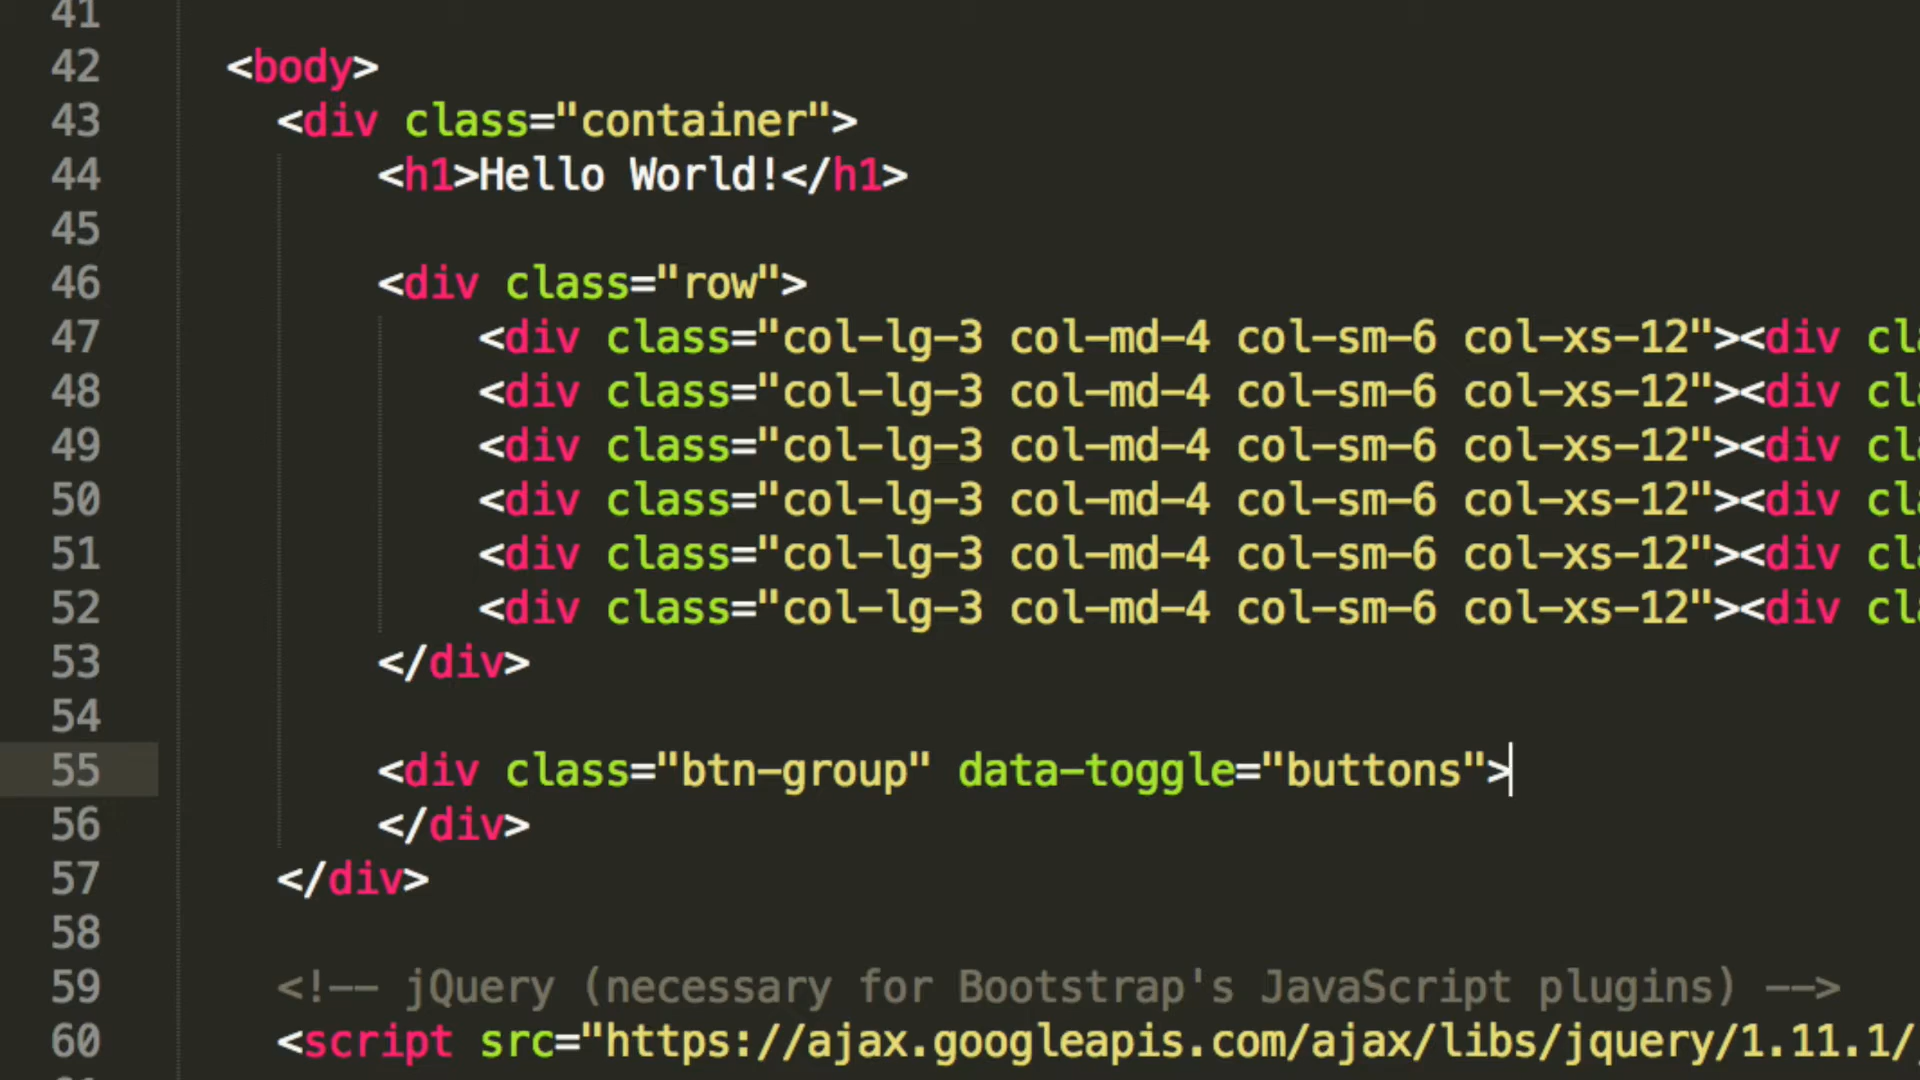 41
42 <body>
43 <div class="container">
44 <h1>Hello World!</h1>
45
46 <div class="row">
47 <div class="col-lg-3 col-md-4 col-sm-6 col-xs-12"><div cla
48 <div class="col-lg-3 col-md-4 col-sm-6 col-xs-12"><div cla
49 <div class="col-lg-3 col-md-4 col-sm-6 col-xs-12"><div cla
50 <div class="col-lg-3 col-md-4 col-sm-6 col-xs-12"><div cla
51 <div class="col-lg-3 col-md-4 col-sm-6 col-xs-12"><div cla
52 <div class="col-lg-3 col-md-4 col-sm-6 col-xs-12"><div cla
53 </div>
54
55 <div class="btn-group" data-toggle="buttons">
56 </div>
57 </div>
58
59 <!-- jQuery (necessary for Bootstrap's JavaScript plugins) -->
60 <script src="https://ajax.googleapis.com/ajax/libs/jquery/1.11.1/